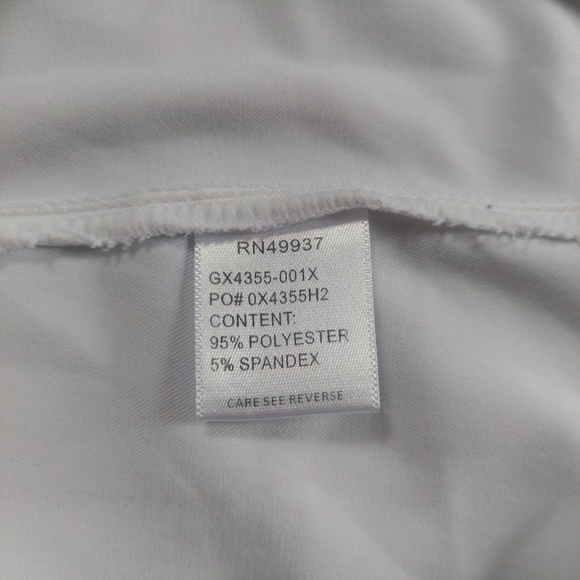 RN49937
GX4355-001X
PO# 0X4355H2
CONTENT:
95% POLYESTER
5% SPANDEX
CARE SEE REVERSE